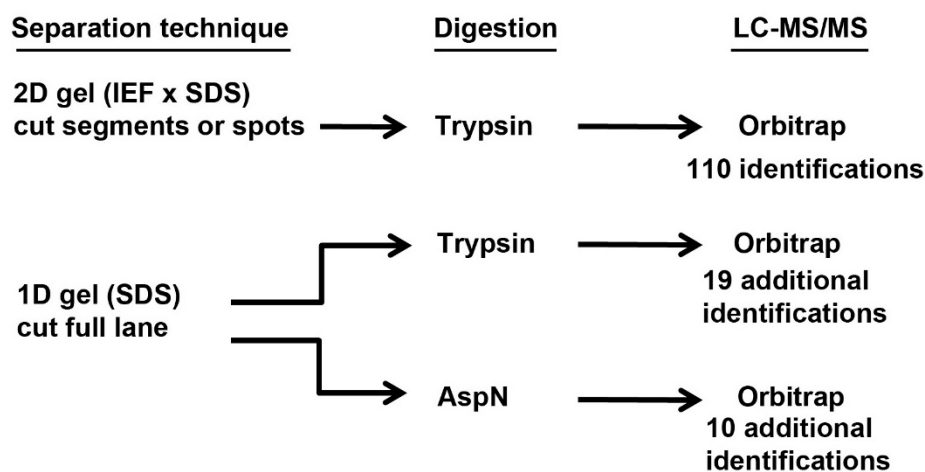 Separation technique
Digestion
LC-MS/MS
2D gel (IEF x SDS)
cut segments or spots
Trypsin
Orbitrap
110 identifications
1D gel (SDS)
cut full lane
Trypsin
Orbitrap
19 additional
identifications
AspN
Orbitrap
10 additional
identifications